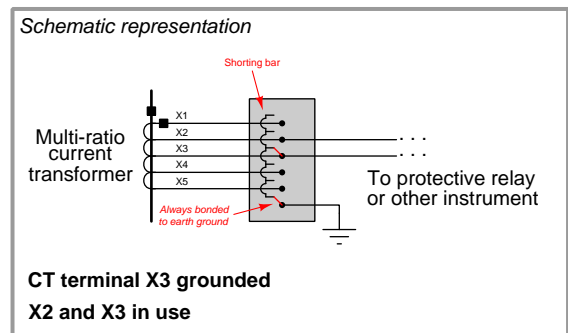 Schematic representation
Shorting bar
X1
X2
X3
X4
X5
Multi-ratio
current
transformer
. . .
. . .
To protective relay
or other instrument
Always bonded
to earth ground
CT terminal X3 grounded
X2 and X3 in use